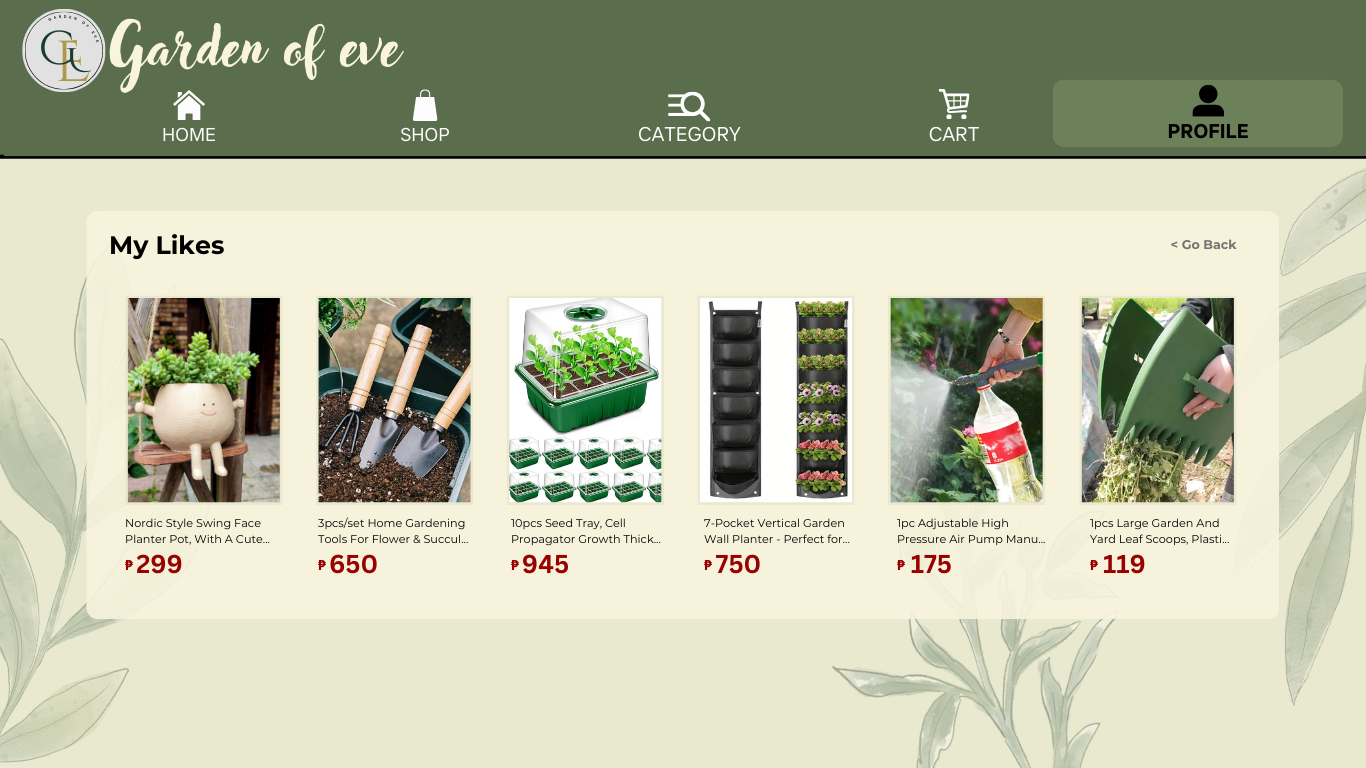 GARDEN OF EVE
GE
Garden of eve
HOME
SHOP
CATEGORY
CART
PROFILE
My Likes
< Go Back
Nordic Style Swing Face
Planter Pot, With A Cute...
₱ 299
3pcs/set Home Gardening
Tools For Flower & Succul...
₱ 650
10pcs Seed Tray, Cell
Propagator Growth Thick...
₱ 945
7-Pocket Vertical Garden
Wall Planter - Perfect for...
₱ 750
1pc Adjustable High
Pressure Air Pump Manu...
₱ 175
1pcs Large Garden And
Yard Leaf Scoops, Plasti...
₱ 119